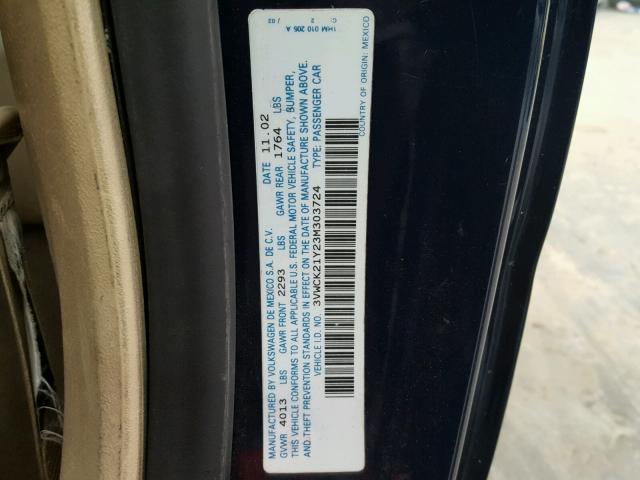 1HM 010 205 A C: 2 / 02
MANUFACTURED BY VOLKSWAGEN DE MEXICO S.A. DE C.V. DATE 11.02
GVWR 4013 LBS GAWR FRONT 2293 LBS GAWR REAR 1764 LBS
THIS VEHICLE CONFORMS TO ALL APPLICABLE U.S. FEDERAL MOTOR VEHICLE SAFETY, BUMPER,
AND THEFT PREVENTION STANDARDS IN EFFECT ON THE DATE OF MANUFACTURE SHOWN ABOVE.
VEHICLE I.D. NO. 3VWCK21Y23M303724 TYPE: PASSENGER CAR
COUNTRY OF ORIGIN: MEXICO